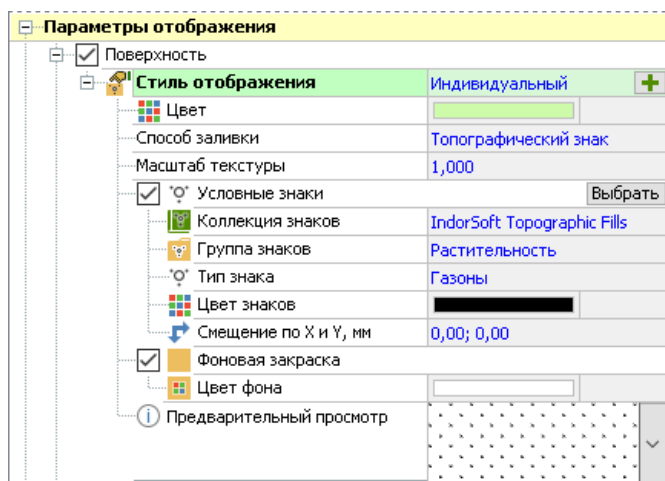 Параметры отображения
Поверхность
Стиль отображения Индивидуальный
Цвет
Способ заливки Топографический знак
Масштаб текстуры 1,000
Условные знаки Выбрать
Коллекция знаков IndorSoft Topographic Fills
Группа знаков Растительность
Тип знака Газоны
Цвет знаков
Смещение по X и Y, мм 0,00; 0,00
Фоновая закраска
Цвет фона
Предварительный просмотр